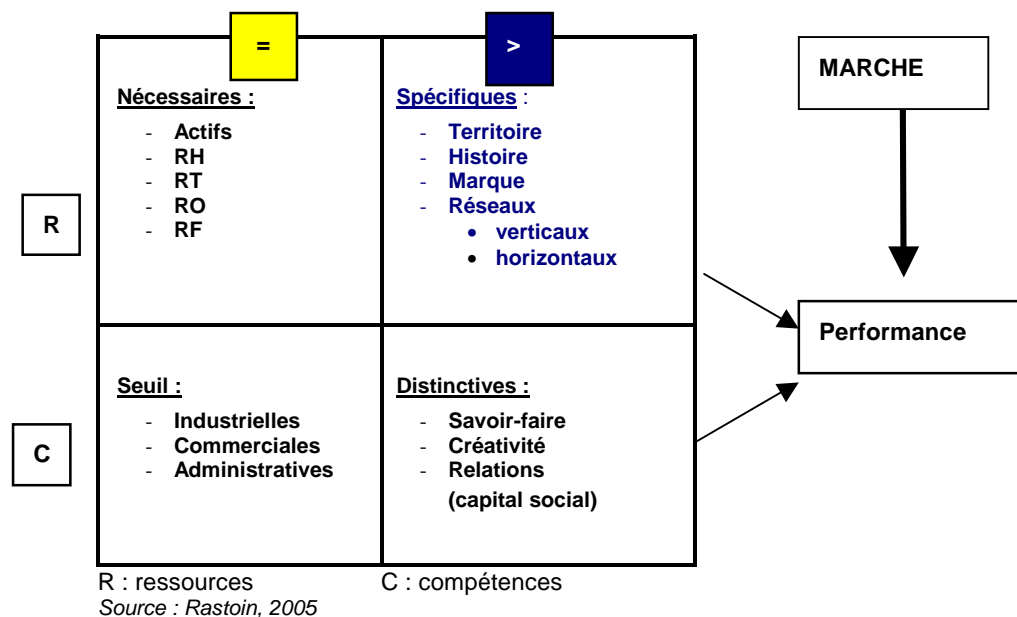 =
>
MARCHE
Nécessaires :
- Actifs
- RH
- RT
- RO
- RF
Spécifiques :
- Territoire
- Histoire
- Marque
- Réseaux
• verticaux
• horizontaux
R
Performance
Seuil :
- Industrielles
- Commerciales
- Administratives
Distinctives :
- Savoir-faire
- Créativité
- Relations
(capital social)
C
R : ressources
C : compétences
Source : Rastoin, 2005